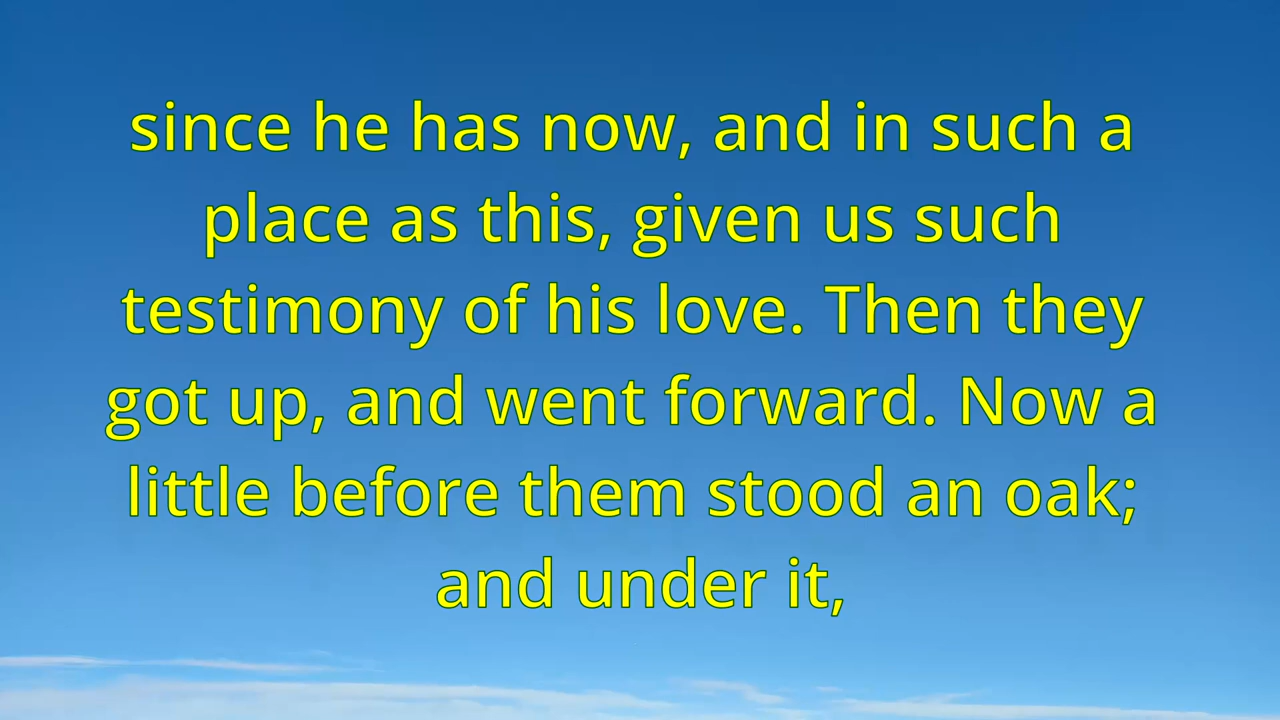 since he has now, and in such a
place as this, given us such
testimony of his love. Then they
got up, and went forward. Now a
little before them stood an oak;
and under it,